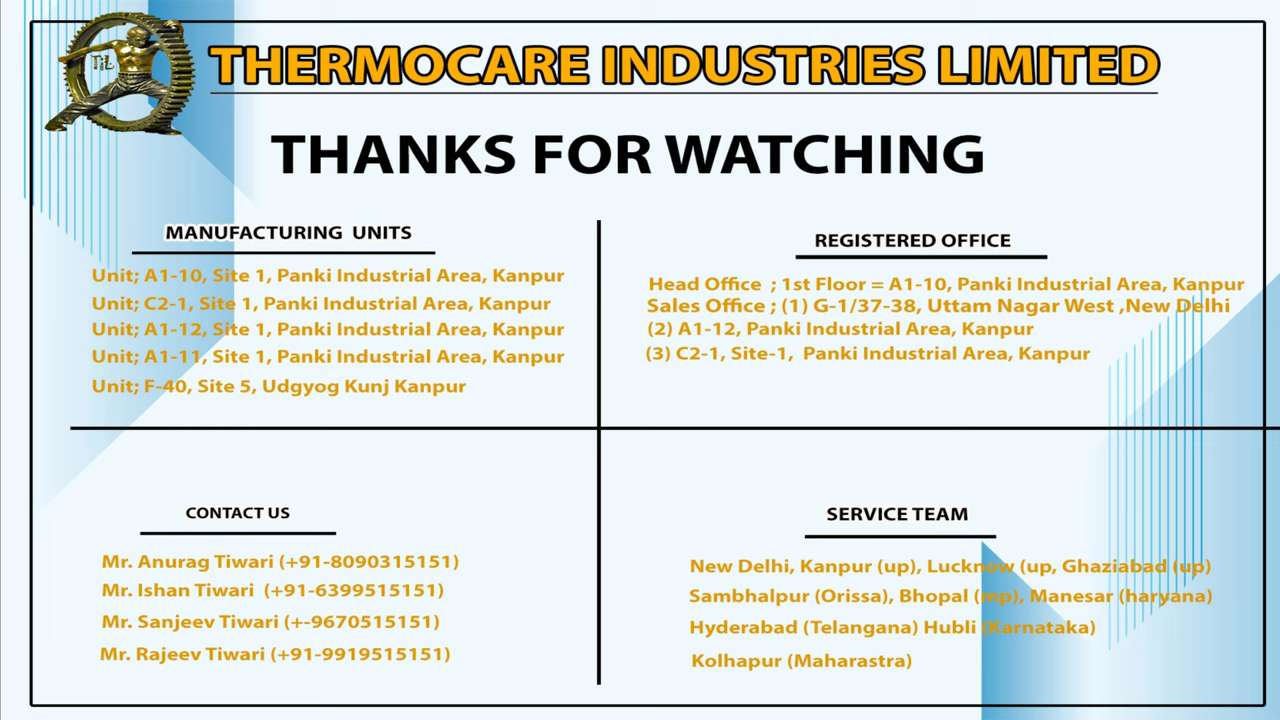 TiL
THERMOCARE INDUSTRIES LIMITED
THANKS FOR WATCHING
MANUFACTURING UNITS
Unit; A1-10, Site 1, Panki Industrial Area, Kanpur
Unit; C2-1, Site 1, Panki Industrial Area, Kanpur
Unit; A1-12, Site 1, Panki Industrial Area, Kanpur
Unit; A1-11, Site 1, Panki Industrial Area, Kanpur
Unit; F-40, Site 5, Udgyog Kunj Kanpur
REGISTERED OFFICE
Head Office ; 1st Floor = A1-10, Panki Industrial Area, Kanpur
Sales Office ; (1) G-1/37-38, Uttam Nagar West ,New Delhi
(2) A1-12, Panki Industrial Area, Kanpur
(3) C2-1, Site-1, Panki Industrial Area, Kanpur
CONTACT US
Mr. Anurag Tiwari (+91-8090315151)
Mr. Ishan Tiwari (+91-6399515151)
Mr. Sanjeev Tiwari (+-9670515151)
Mr. Rajeev Tiwari (+91-9919515151)
SERVICE TEAM
New Delhi, Kanpur (up), Lucknow (up, Ghaziabad (up)
Sambhalpur (Orissa), Bhopal (mp), Manesar (haryana)
Hyderabad (Telangana) Hubli (Karnataka)
Kolhapur (Maharastra)